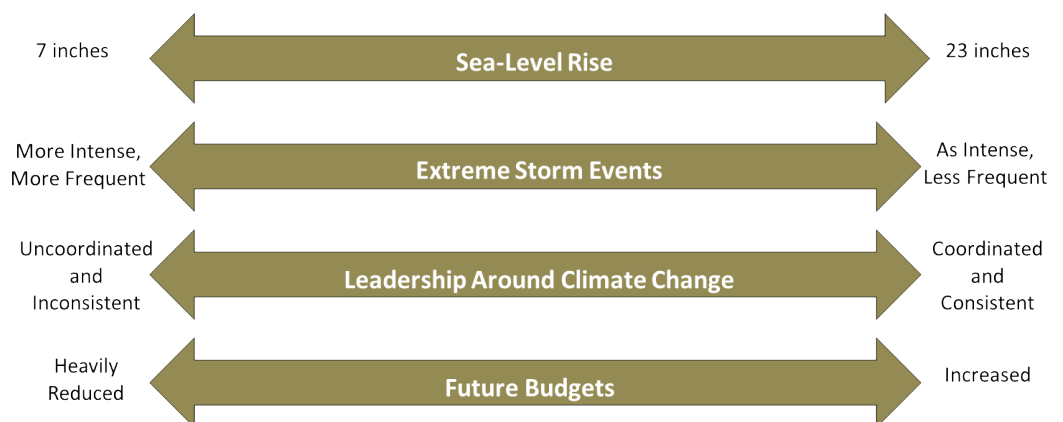 7 inches
Sea-Level Rise
23 inches
More Intense,
More Frequent
Extreme Storm Events
As Intense,
Less Frequent
Uncoordinated
and
Inconsistent
Leadership Around Climate Change
Coordinated
and
Consistent
Heavily
Reduced
Future Budgets
Increased